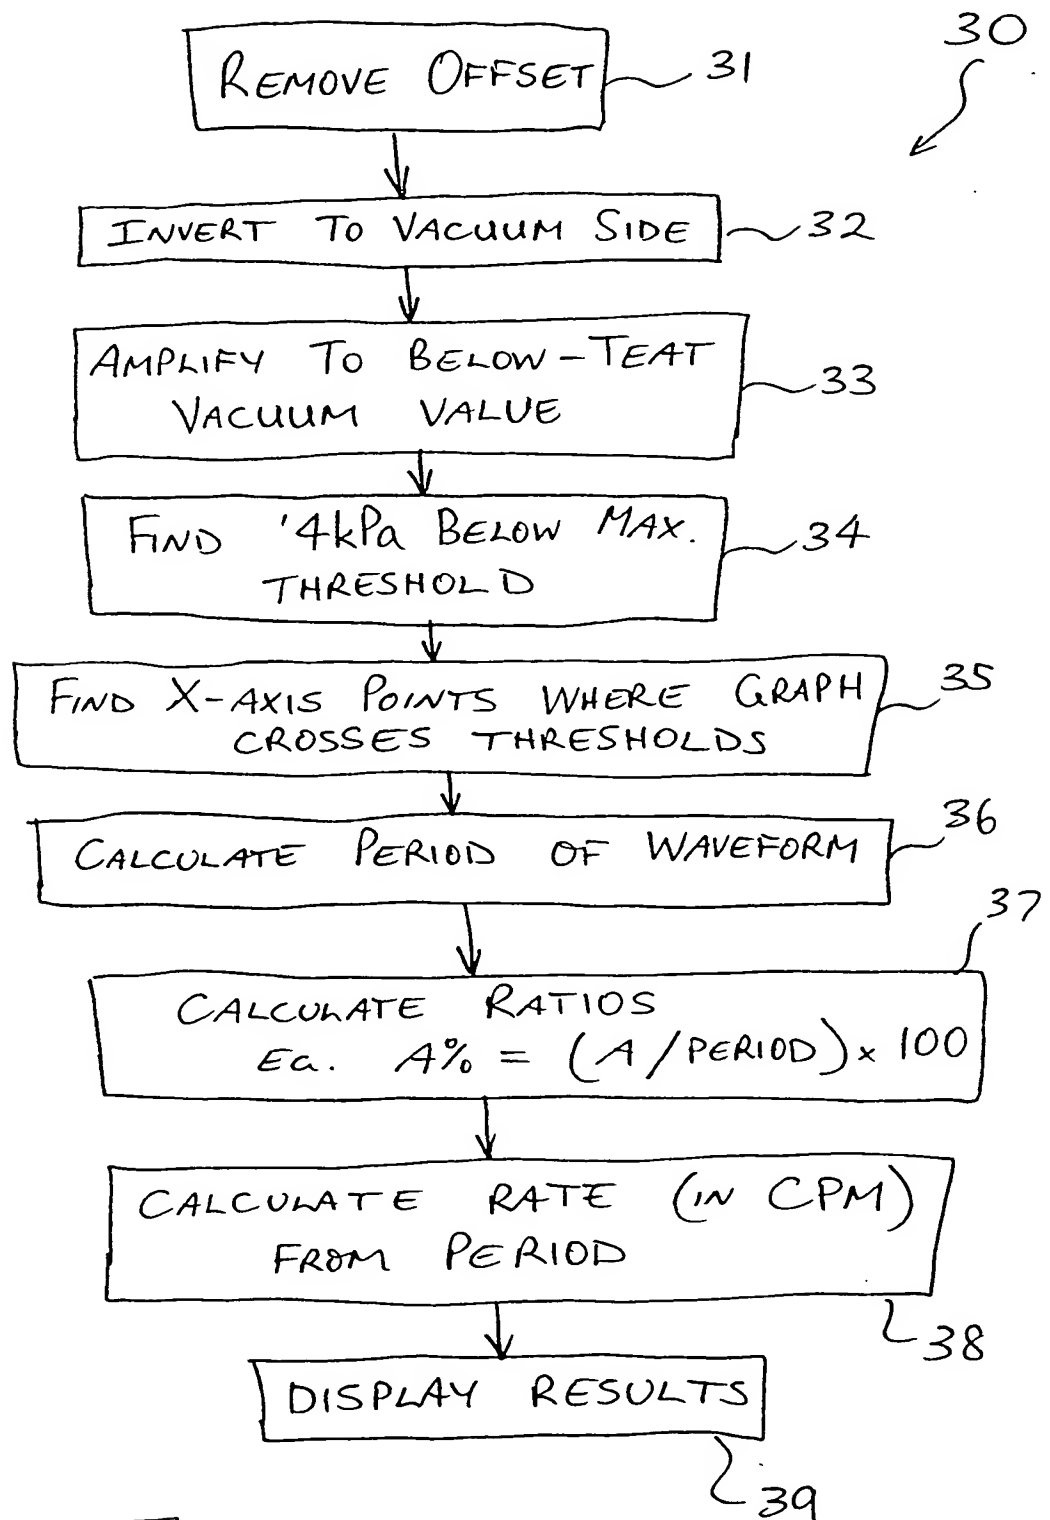 30
REMOVE OFFSET
31
INVERT TO VACUUM SIDE
32
AMPLIFY TO BELOW-TEAT
VACUUM VALUE
33
FIND '4kPa BELOW MAX.
THRESHOLD
34
FIND X-AXIS POINTS WHERE GRAPH
CROSSES THRESHOLDS
35
CALCULATE PERIOD OF WAVEFORM
36
37
CALCULATE RATIOS
EG. A% = (A/PERIOD) × 100
CALCULATE RATE (IN CPM)
FROM PERIOD
38
DISPLAY RESULTS
39